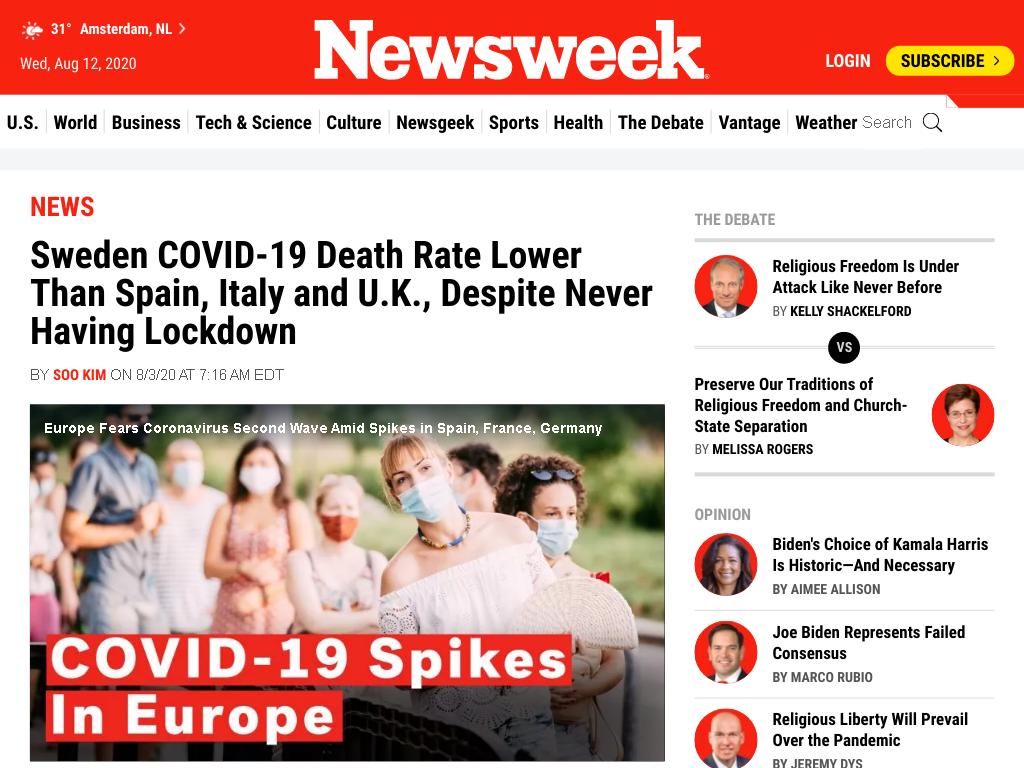 31° Amsterdam, NL
Wed, Aug 12, 2020
Newsweek
LOGIN
SUBSCRIBE
U.S. World Business Tech & Science Culture Newsgeek Sports Health The Debate Vantage Weather Search
NEWS
Sweden COVID-19 Death Rate Lower
Than Spain, Italy and U.K., Despite Never
Having Lockdown
BY SOO KIM ON 8/3/20 AT 7:16 AM EDT
Europe Fears Coronavirus Second Wave Amid Spikes in Spain, France, Germany
COVID-19 Spikes
In Europe
THE DEBATE
Religious Freedom Is Under
Attack Like Never Before
BY KELLY SHACKELFORD
VS
Preserve Our Traditions of
Religious Freedom and Church-
State Separation
BY MELISSA ROGERS
OPINION
Biden's Choice of Kamala Harris
Is Historic—And Necessary
BY AIMEE ALLISON
Joe Biden Represents Failed
Consensus
BY MARCO RUBIO
Religious Liberty Will Prevail
Over the Pandemic
BY JEREMY DYS